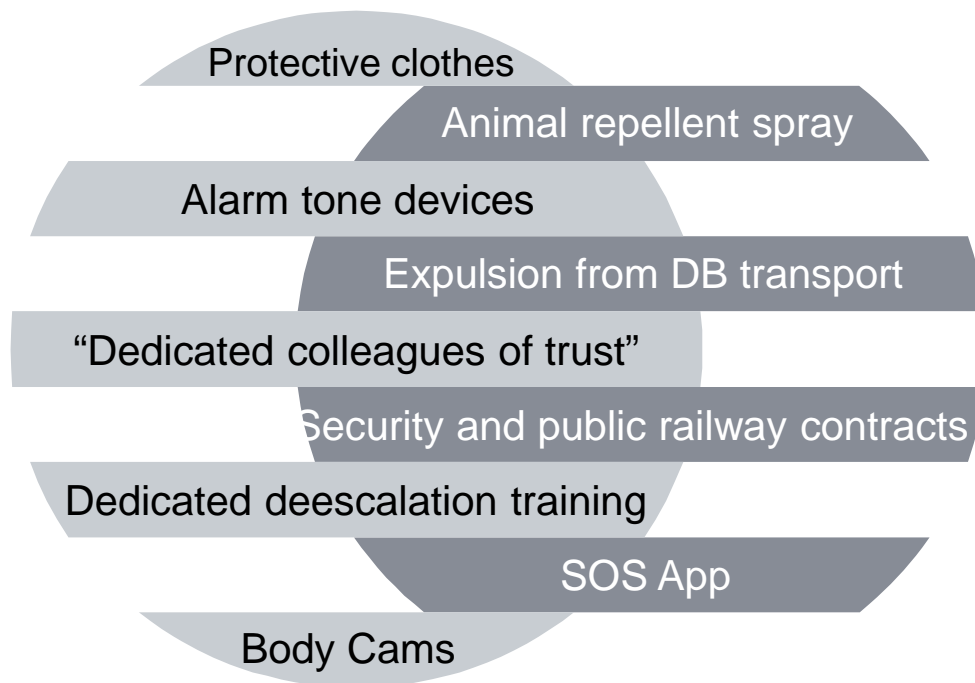 Protective clothes
Animal repellent spray
Alarm tone devices
Expulsion from DB transport
“Dedicated colleagues of trust”
Security and public railway contracts
Dedicated deescalation training
SOS App
Body Cams